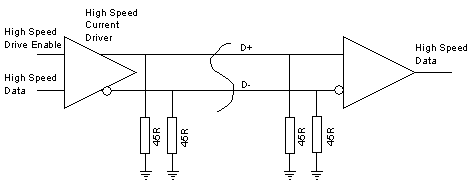 High Speed
Current
Driver
High Speed
Drive Enable
High Speed
Data
D+
D-
High Speed
Data
45R
45R
45R
45R